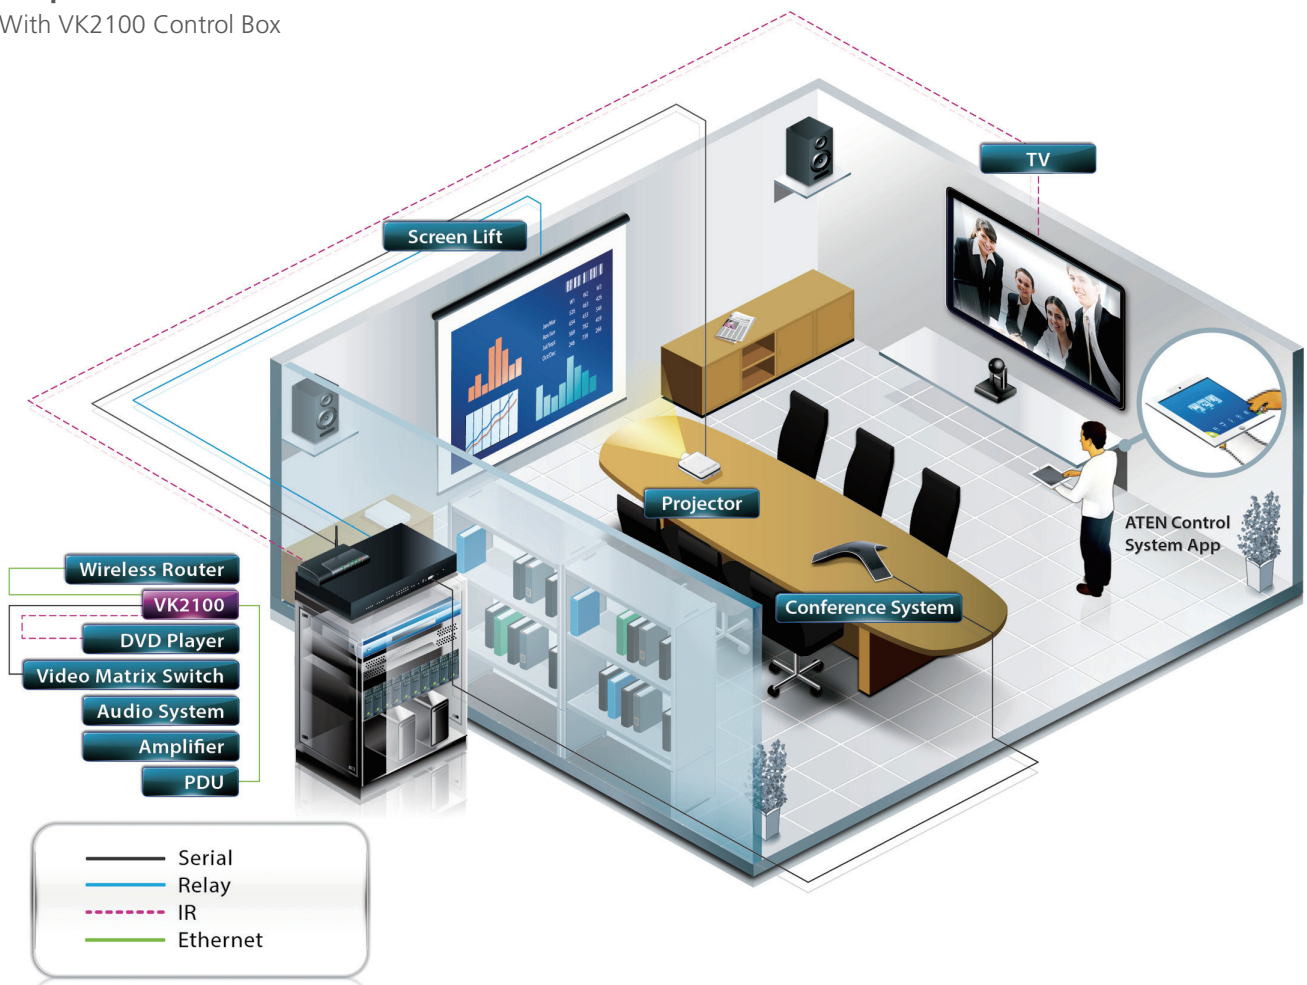 With VK2100 Control Box
TV
Screen Lift
Projector
ATEN Control
System App
Conference System
Wireless Router
VK2100
DVD Player
Video Matrix Switch
Audio System
Amplifier
PDU
Serial
Relay
IR
Ethernet